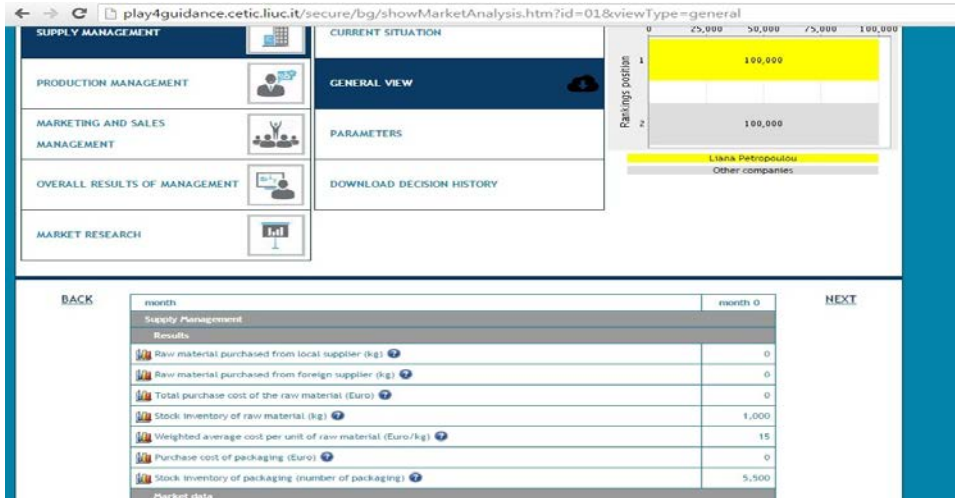 play4guidance.cetic.liuc.it/secure/bg/showMarketAnalysis.htm?id=01&viewType=general
SUPPLY MANAGEMENT
PRODUCTION MANAGEMENT
MARKETING AND SALES
MANAGEMENT
OVERALL RESULTS OF MANAGEMENT
MARKET RESEARCH
CURRENT SITUATION
GENERAL VIEW
PARAMETERS
DOWNLOAD DECISION HISTORY
0 25,000 50,000 75,000 100,000
Rankings position
1 100,000
2 100,000
Liana Petropoulou
Other companies
BACK
NEXT
month month 0
Supply Management
Results
Raw material purchased from local supplier (kg) ? 0
Raw material purchased from foreign supplier (kg) ? 0
Total purchase cost of the raw material (Euro) ? 0
Stock inventory of raw material (kg) ? 1,000
Weighted average cost per unit of raw material (Euro/kg) ? 15
Purchase cost of packaging (Euro) ? 0
Stock inventory of packaging (number of packaging) ? 5,500
Market data